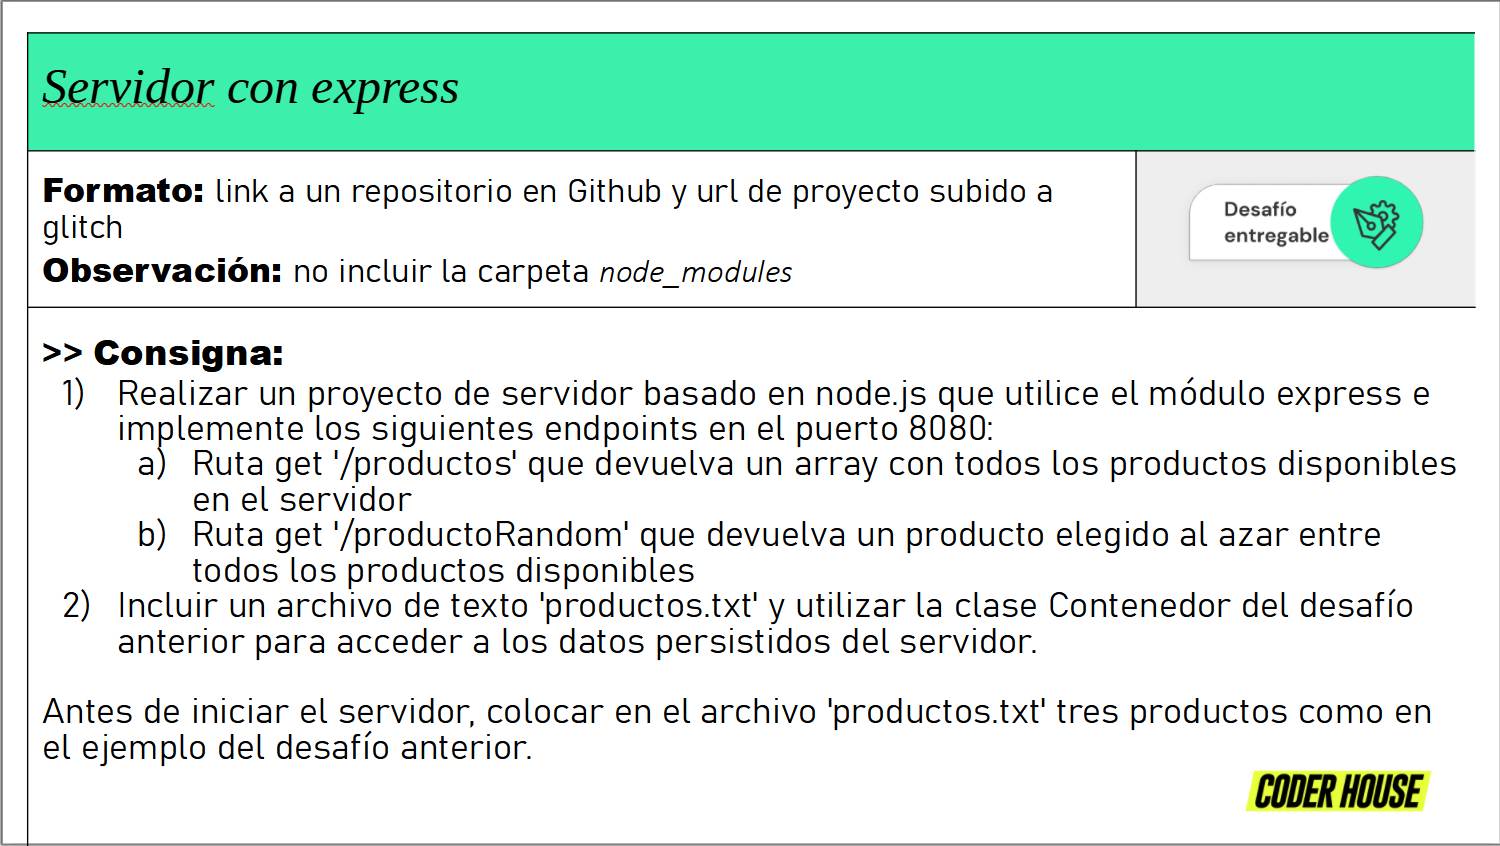 Servidor con express
Formato: link a un repositorio en Github y url de proyecto subido a
glitch
Observación: no incluir la carpeta node_modules
Desafío
entregable
>> Consigna:
1) Realizar un proyecto de servidor basado en node.js que utilice el módulo express e
implemente los siguientes endpoints en el puerto 8080:
a) Ruta get '/productos' que devuelva un array con todos los productos disponibles
en el servidor
b) Ruta get '/productoRandom' que devuelva un producto elegido al azar entre
todos los productos disponibles
2) Incluir un archivo de texto 'productos.txt' y utilizar la clase Contenedor del desafío
anterior para acceder a los datos persistidos del servidor.
Antes de iniciar el servidor, colocar en el archivo 'productos.txt' tres productos como en
el ejemplo del desafío anterior.
CODER HOUSE